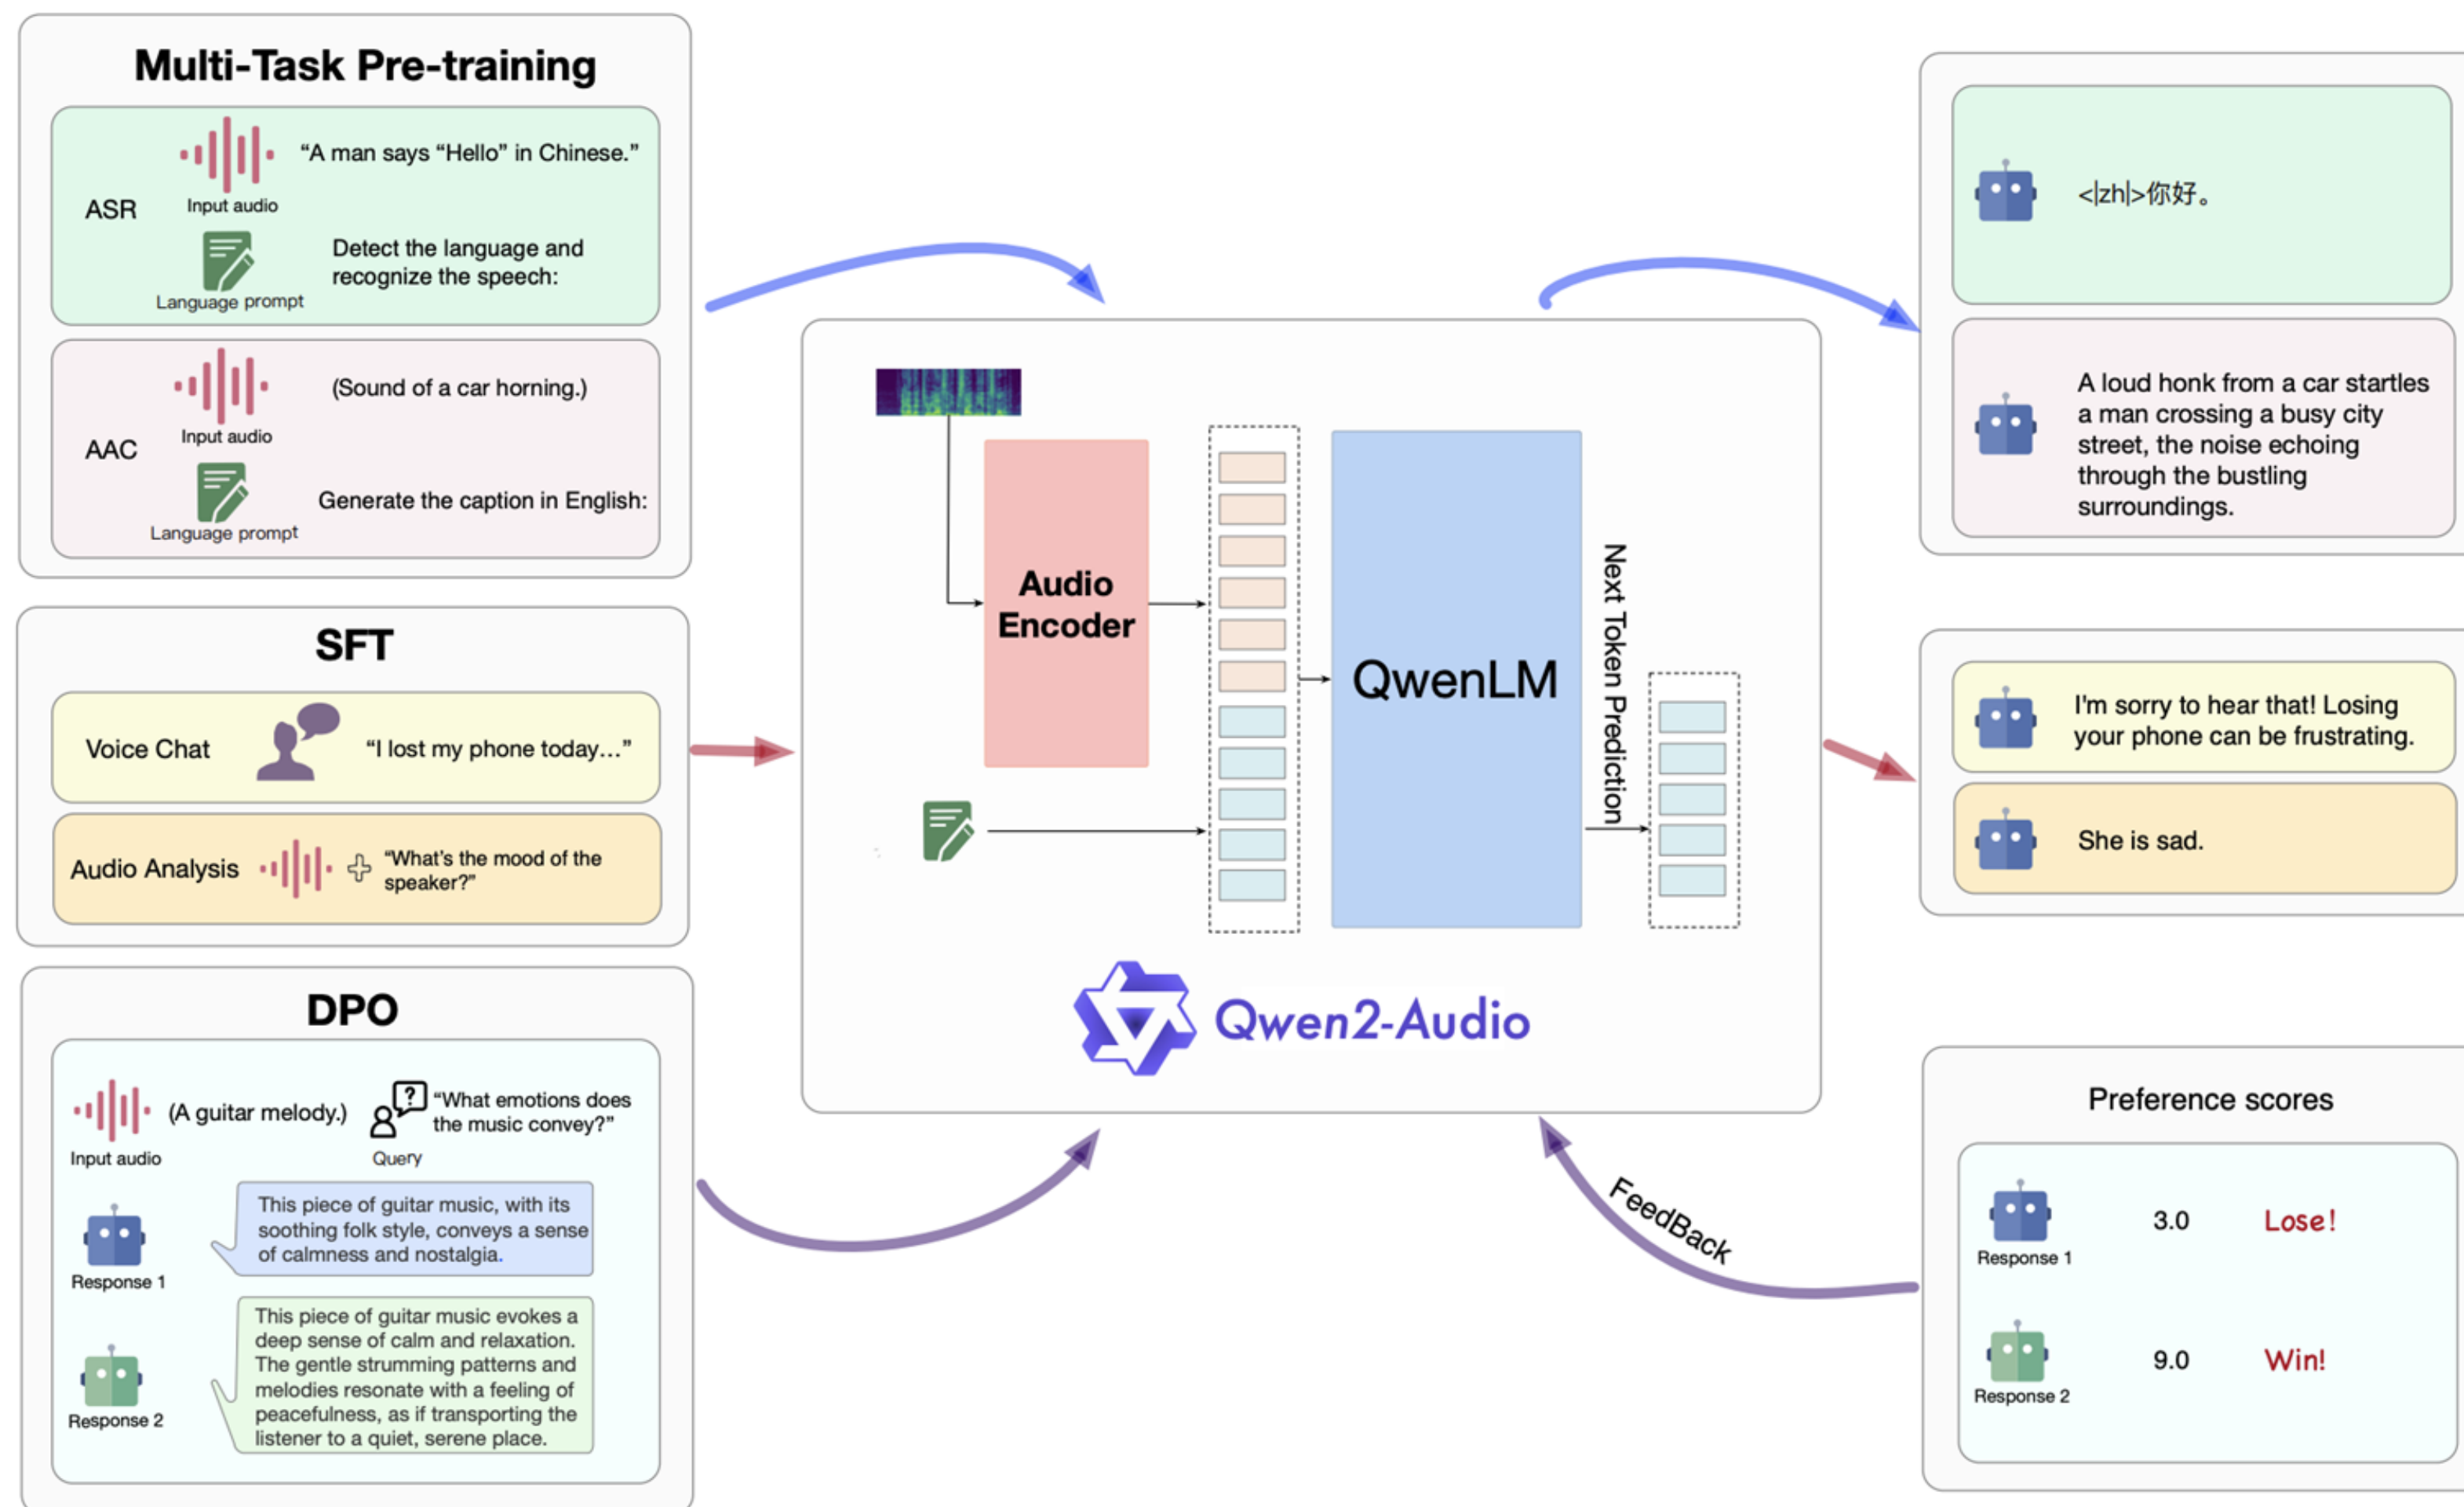 Multi-Task Pre-training
ASR
“A man says “Hello” in Chinese.”
Input audio
Detect the language and
recognize the speech:
Language prompt
AAC
(Sound of a car horning.)
Input audio
Generate the caption in English:
Language prompt
SFT
Voice Chat
“I lost my phone today...”
Audio Analysis
“What’s the mood of the
speaker?”
DPO
(A guitar melody.)
Input audio
?
“What emotions does
the music convey?”
Query
This piece of guitar music, with its
soothing folk style, conveys a sense
of calmness and nostalgia.
Response 1
This piece of guitar music evokes a
deep sense of calm and relaxation.
The gentle strumming patterns and
melodies resonate with a feeling of
peacefulness, as if transporting the
listener to a quiet, serene place.
Response 2
Audio
Encoder
QwenLM
Next Token Prediction
Qwen2-Audio
<|zh|>你好。
A loud honk from a car startles
a man crossing a busy city
street, the noise echoing
through the bustling
surroundings.
I'm sorry to hear that! Losing
your phone can be frustrating.
She is sad.
FeedBack
Preference scores
Response 1
3.0
Lose!
Response 2
9.0
Win!